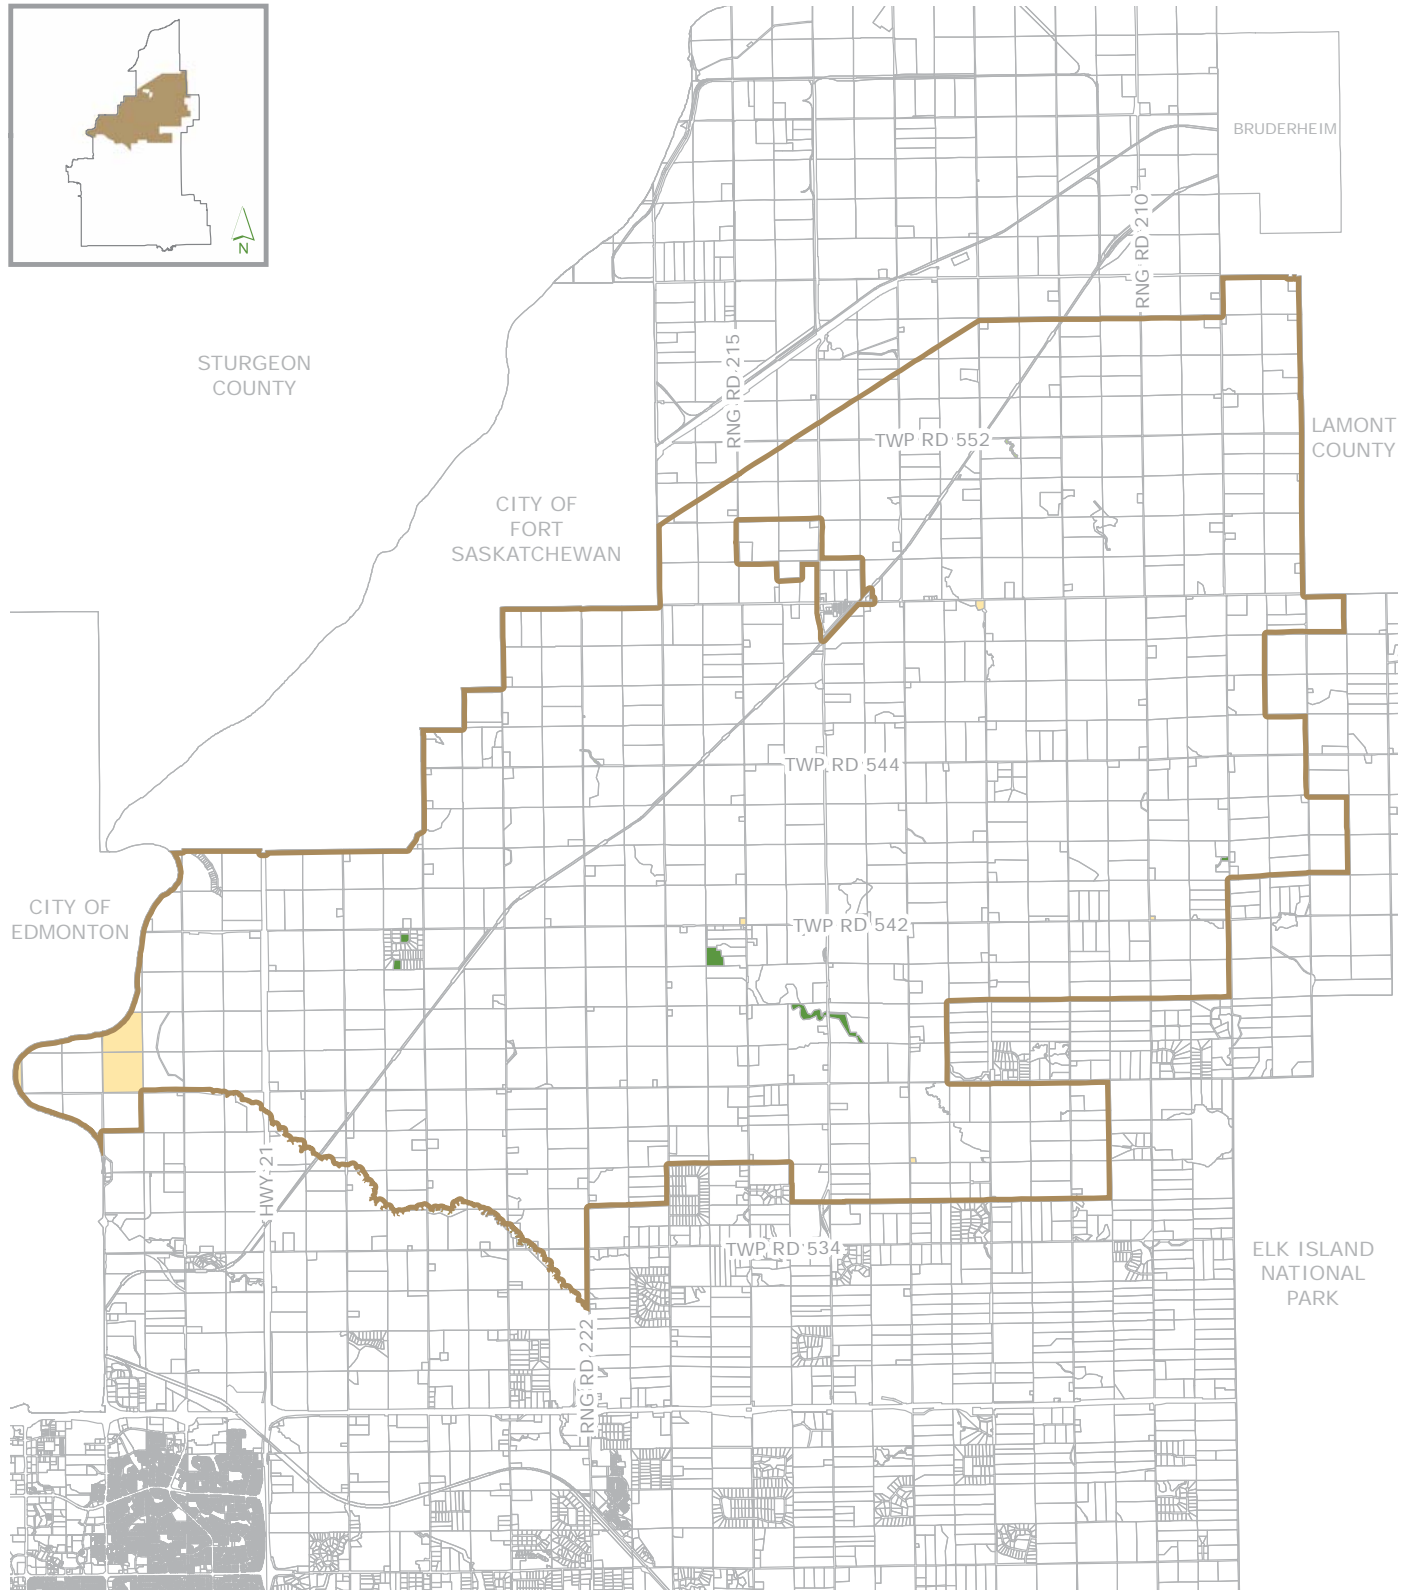 N
BRUDERHEIM
RNG RD 210
STURGEON
COUNTY
RNG RD 215
TWP RD 552
LAMONT
COUNTY
CITY OF
FORT
SASKATCHEWAN
TWP RD 544
CITY OF
EDMONTON
TWP RD 542
HWY 21
TWP RD 534
ELK ISLAND
NATIONAL
PARK
RNG RD 222